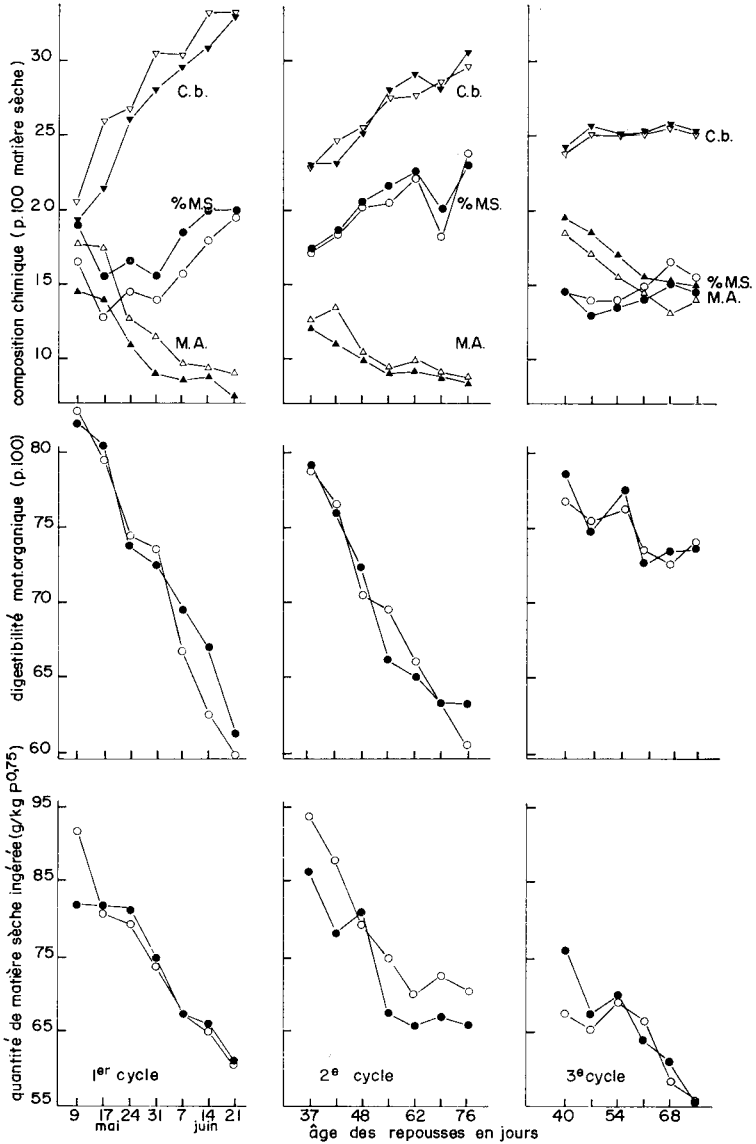 composition chimique (p.100 matière sèche)
30
25
20
15
10
C.b.
% M.S.
M.A.
C.b.
% M.S.
M.A.
C.b.
% M.S.
M.A.
digestibilité mat.organique (p.100)
80
75
70
65
60
quantité de matière sèche ingérée (g/kg P0,75)
95
85
75
65
55
1er cycle
2e cycle
3e cycle
9 17 24 31 7 14 21
mai juin
37 48 62 76
40 54 68
âge des repousses en jours